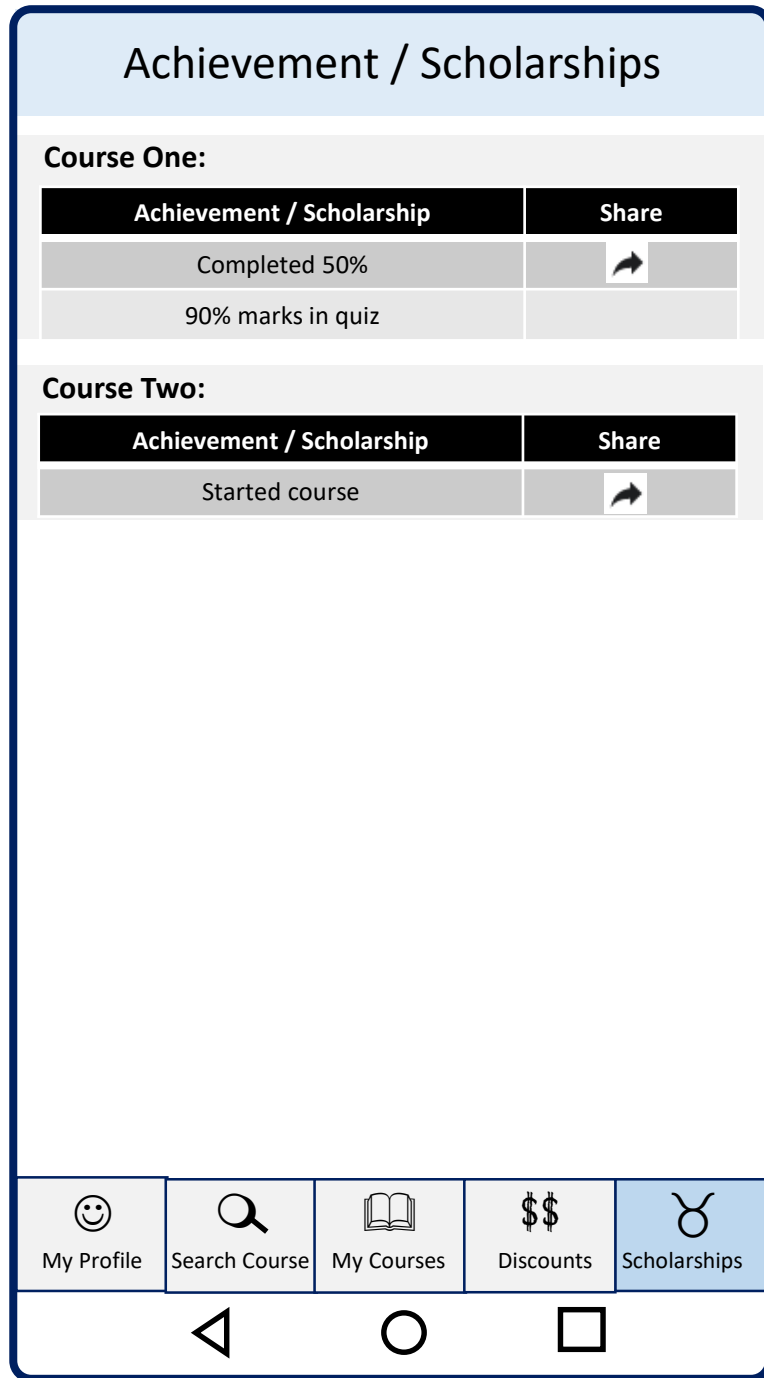 Achievement / Scholarships
Course One:
Achievement / Scholarship Share
Completed 50%
90% marks in quiz
Course Two:
Achievement / Scholarship Share
Started course
$$
My Profile Search Course My Courses Discounts Scholarships